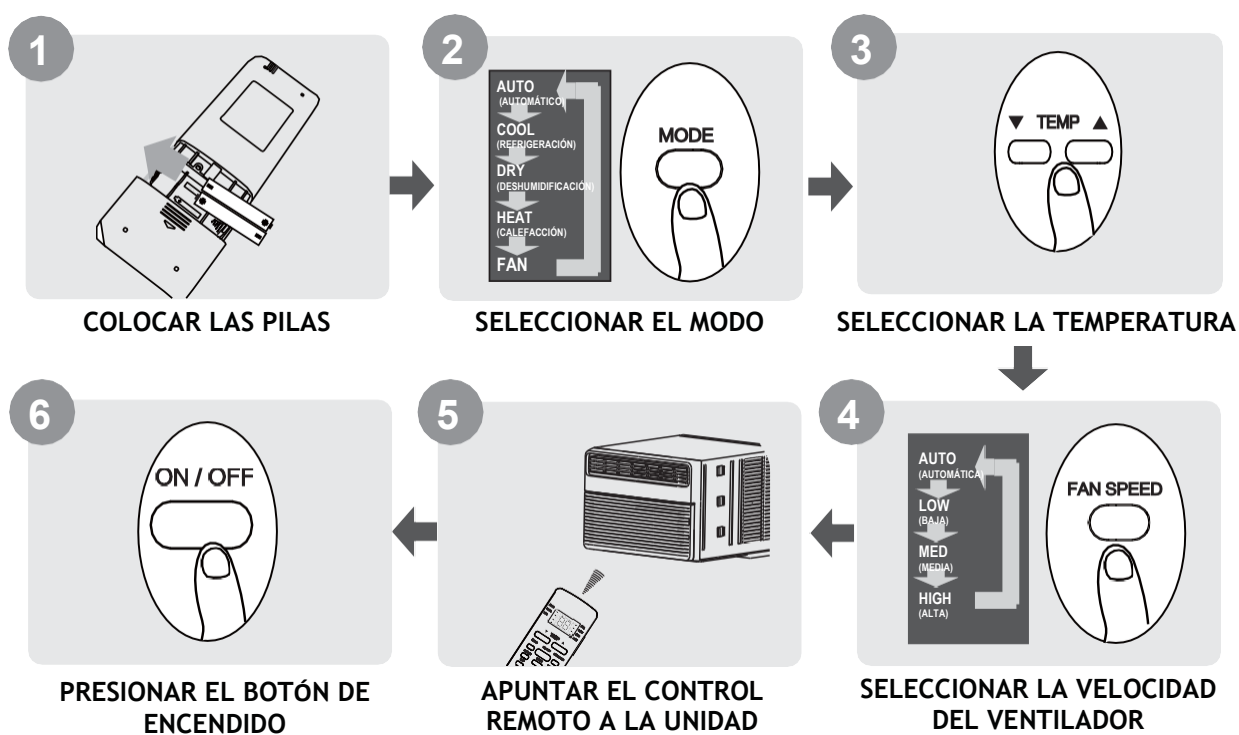 1
AUTO
(AUTOMÁTICO)
COOL
(REFRIGERACIÓN)
DRY
(DESHUMIDIFICACIÓN)
HEAT
(CALEFACCIÓN)
FAN
MODE
2
▼ TEMP ▲
3
COLOCAR LAS PILAS
SELECCIONAR EL MODO
SELECCIONAR LA TEMPERATURA
4
AUTO
(AUTOMÁTICA)
LOW
(BAJA)
MED
(MEDIA)
HIGH
(ALTA)
FAN SPEED
SELECCIONAR LA VELOCIDAD
DEL VENTILADOR
5
APUNTAR EL CONTROL
REMOTO A LA UNIDAD
6
ON / OFF
PRESIONAR EL BOTÓN DE
ENCENDIDO